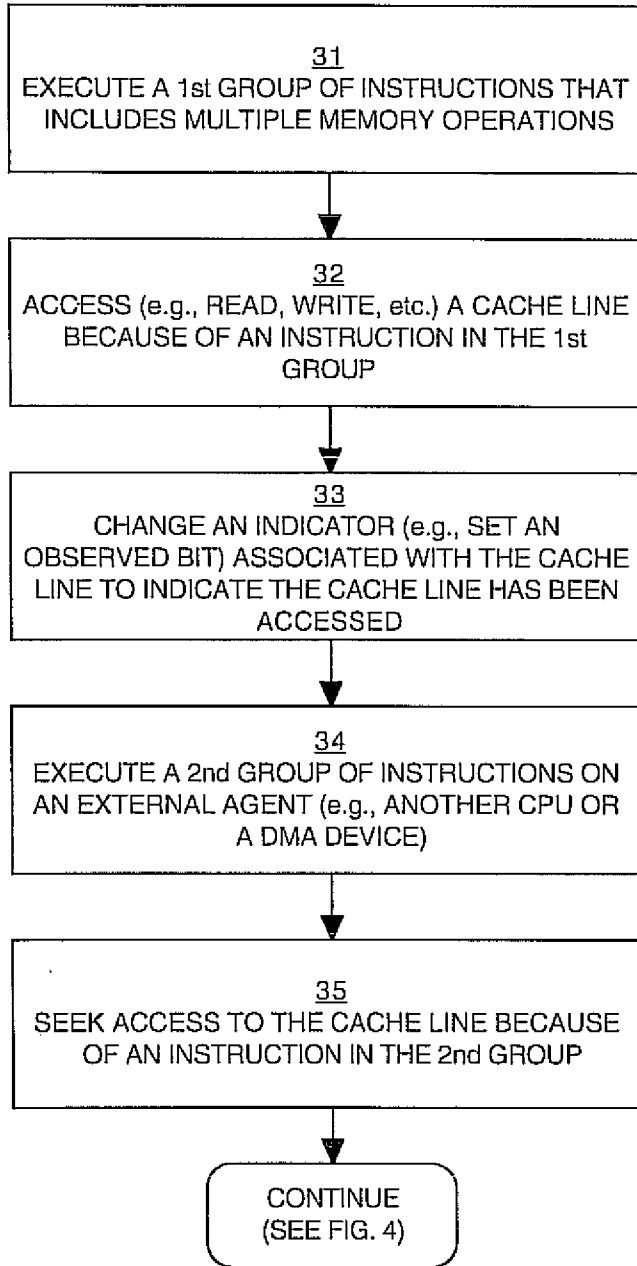 31
EXECUTE A 1st GROUP OF INSTRUCTIONS THAT
INCLUDES MULTIPLE MEMORY OPERATIONS
32
ACCESS (e.g., READ, WRITE, etc.) A CACHE LINE
BECAUSE OF AN INSTRUCTION IN THE 1st
GROUP
33
CHANGE AN INDICATOR (e.g., SET AN
OBSERVED BIT) ASSOCIATED WITH THE CACHE
LINE TO INDICATE THE CACHE LINE HAS BEEN
ACCESSED
34
EXECUTE A 2nd GROUP OF INSTRUCTIONS ON
AN EXTERNAL AGENT (e.g., ANOTHER CPU OR
A DMA DEVICE)
35
SEEK ACCESS TO THE CACHE LINE BECAUSE
OF AN INSTRUCTION IN THE 2nd GROUP
CONTINUE
(SEE FIG. 4)